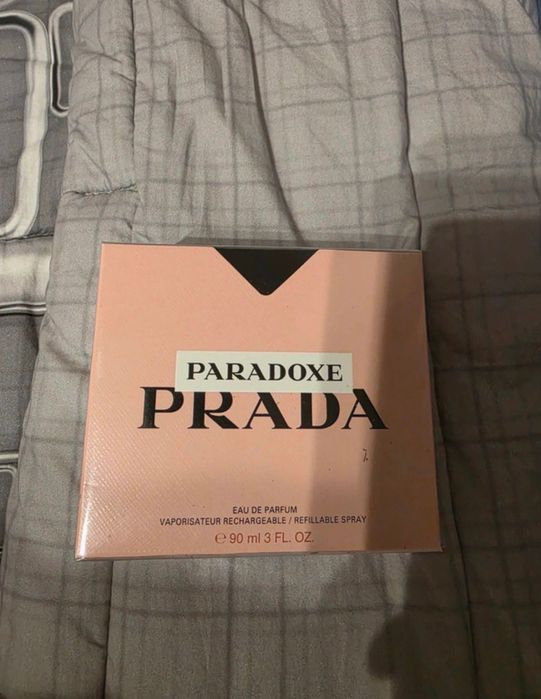 PARADOXE
PRADA
EAU DE PARFUM
VAPORISATEUR RECHARGEABLE / REFILLABLE SPRAY
℮ 90 ml 3 FL. OZ.